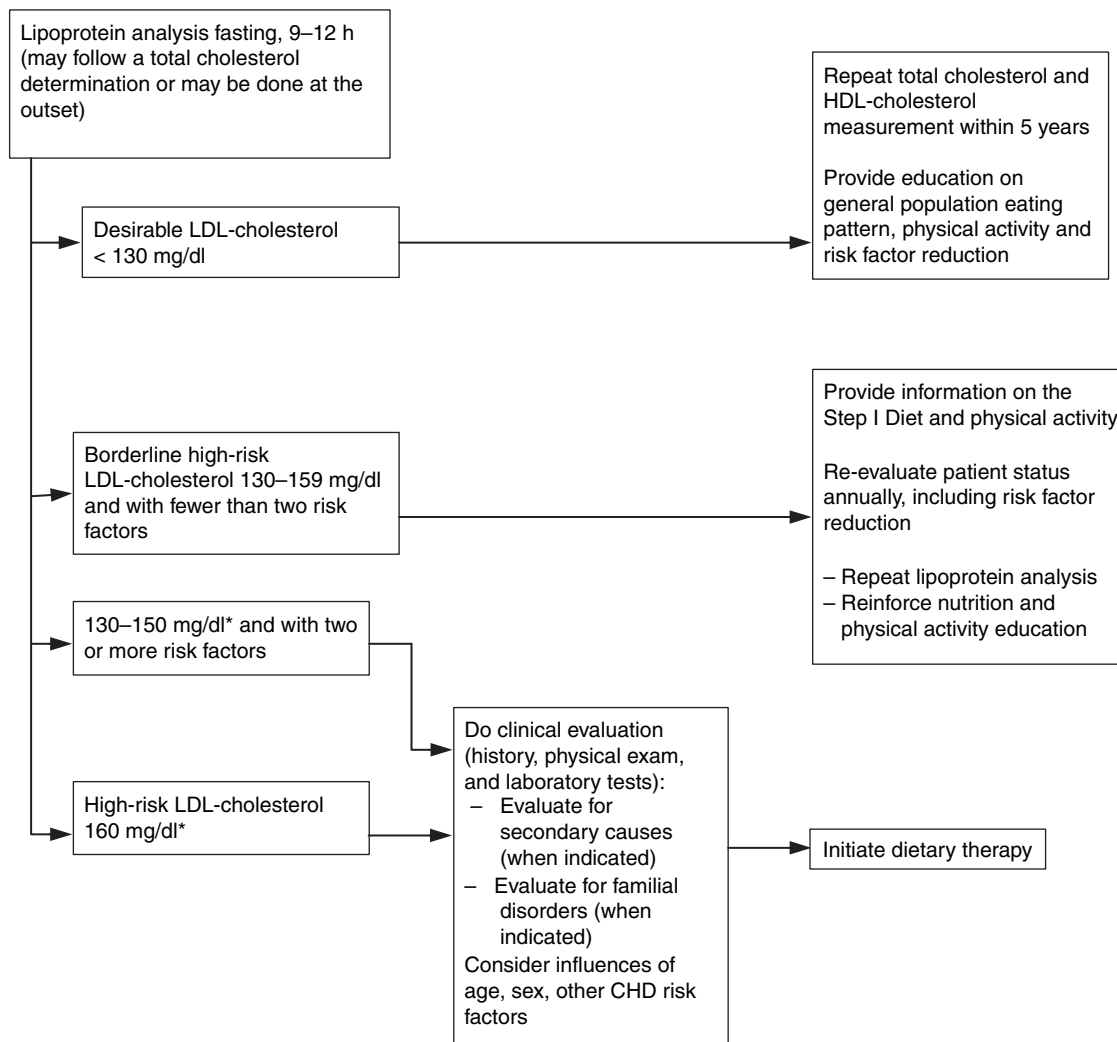 Lipoprotein analysis fasting, 9–12 h
(may follow a total cholesterol
determination or may be done at the
outset)
Desirable LDL-cholesterol
< 130 mg/dl
Repeat total cholesterol and
HDL-cholesterol
measurement within 5 years
Provide education on
general population eating
pattern, physical activity and
risk factor reduction
Borderline high-risk
LDL-cholesterol 130–159 mg/dl
and with fewer than two risk
factors
Provide information on the
Step I Diet and physical activity
Re-evaluate patient status
annually, including risk factor
reduction
– Repeat lipoprotein analysis
– Reinforce nutrition and
physical activity education
130–150 mg/dl* and with two
or more risk factors
High-risk LDL-cholesterol
160 mg/dl*
Do clinical evaluation
(history, physical exam,
and laboratory tests):
– Evaluate for
secondary causes
(when indicated)
– Evaluate for familial
disorders (when
indicated)
Consider influences of
age, sex, other CHD risk
factors
Initiate dietary therapy